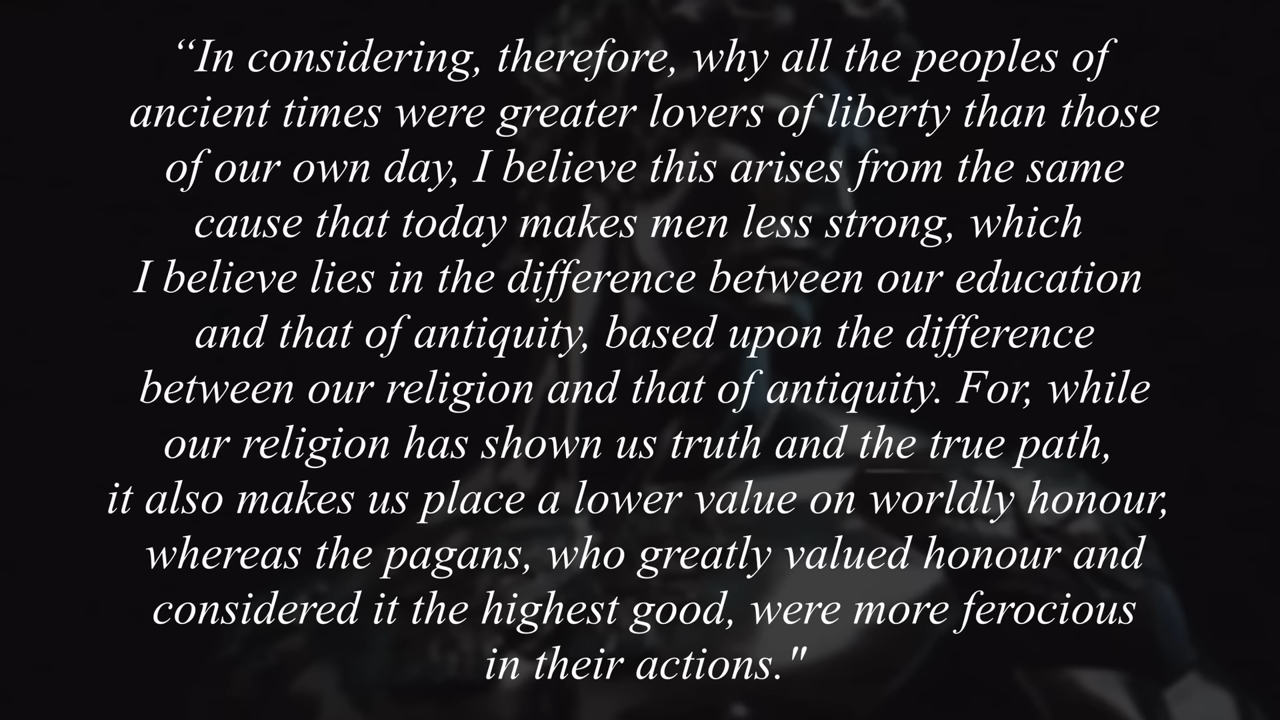 “In considering, therefore, why all the peoples of
ancient times were greater lovers of liberty than those
of our own day, I believe this arises from the same
cause that today makes men less strong, which
I believe lies in the difference between our education
and that of antiquity, based upon the difference
between our religion and that of antiquity. For, while
our religion has shown us truth and the true path,
it also makes us place a lower value on worldly honour,
whereas the pagans, who greatly valued honour and
considered it the highest good, were more ferocious
in their actions."